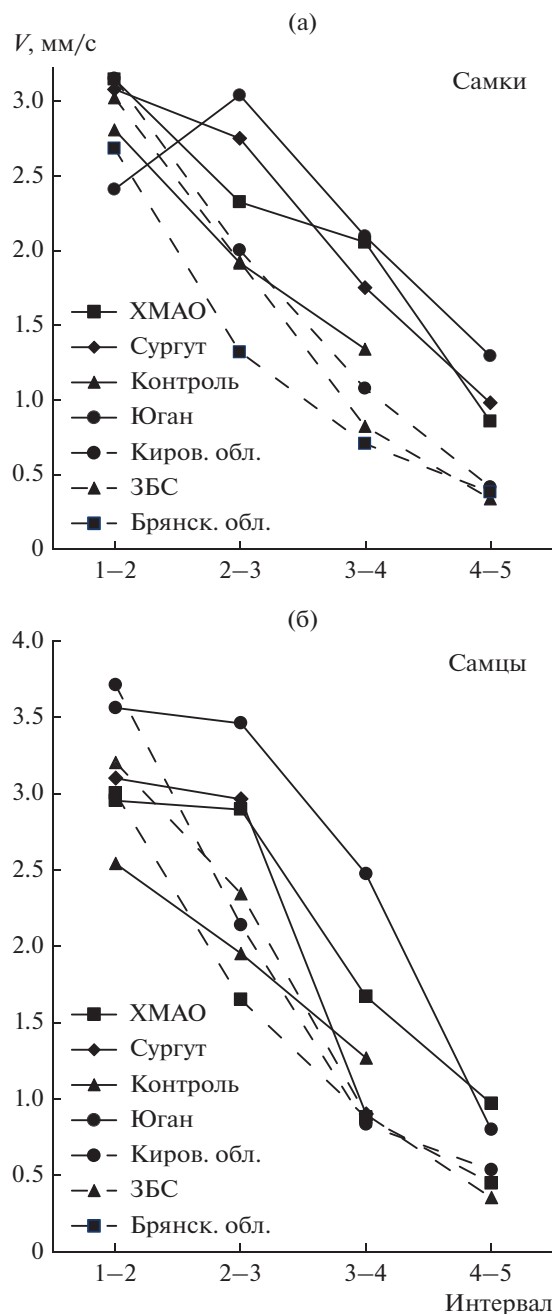 (а)
V, мм/с
Самки
3.0
2.5
2.0
1.5
1.0
0.5
0
ХМАО
Сургут
Контроль
Юган
Киров. обл.
ЗБС
Брянск. обл.
1–2 2–3 3–4 4–5
(б)
Самцы
4.0
3.5
3.0
2.5
2.0
1.5
1.0
0.5
0
ХМАО
Сургут
Контроль
Юган
Киров. обл.
ЗБС
Брянск. обл.
1–2 2–3 3–4 4–5
Интервал